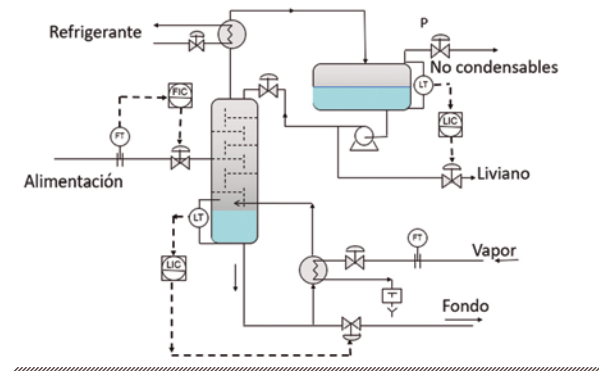 P
Refrigerante
No condensables
LT
FIC
LIC
FT
Alimentación
Liviano
LT
FT
LIC
Vapor
T
Fondo